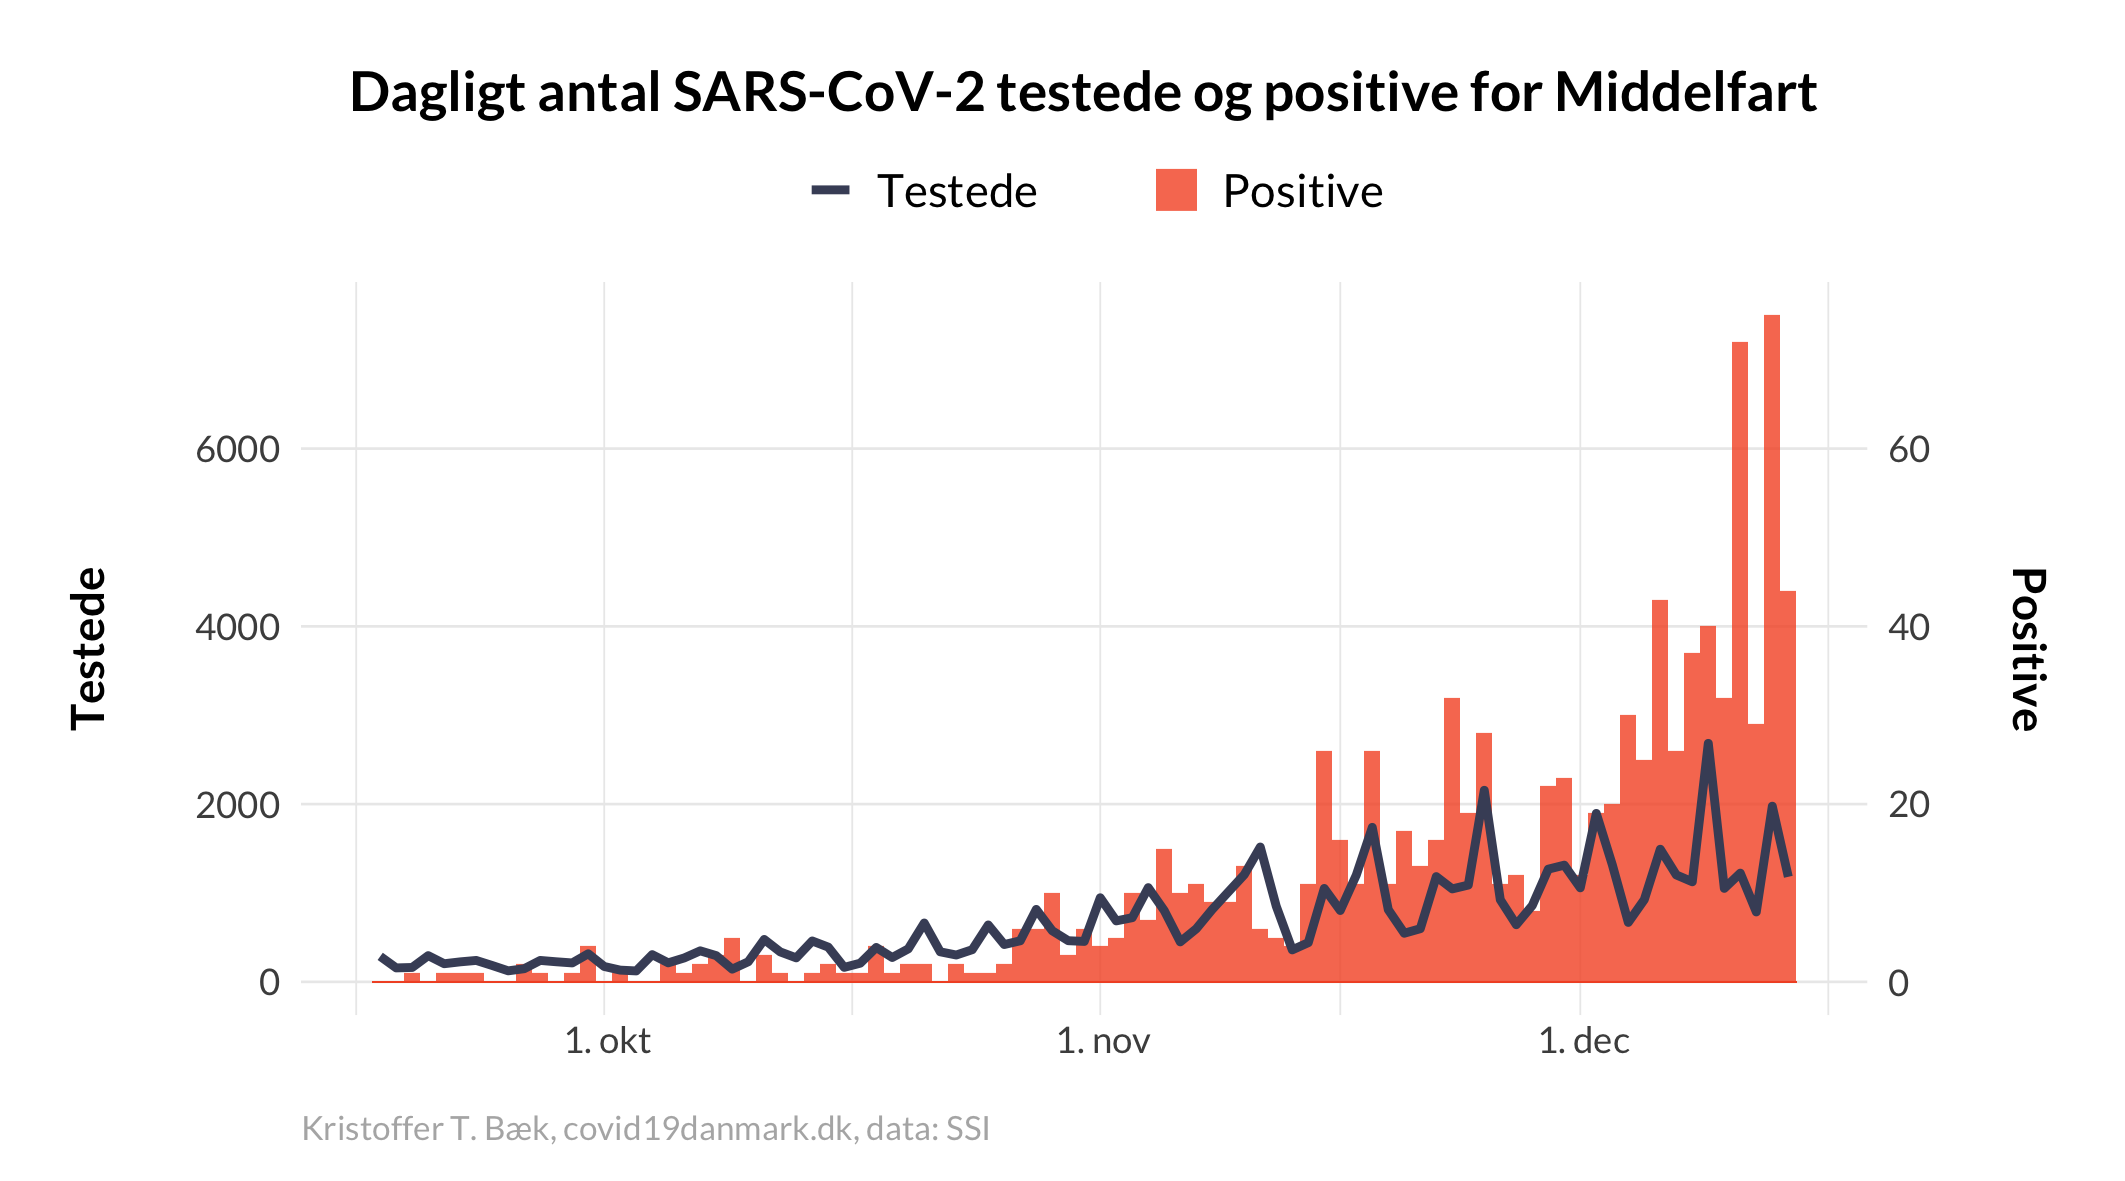 Dagligt antal SARS-CoV-2 testede og positive for Middelfart
Testede
Positive
Testede
6000
4000
2000
0
60
40
20
0
Positive
1. okt
1. nov
1. dec
Kristoffer T. Bæk, covid19danmark.dk, data: SSI